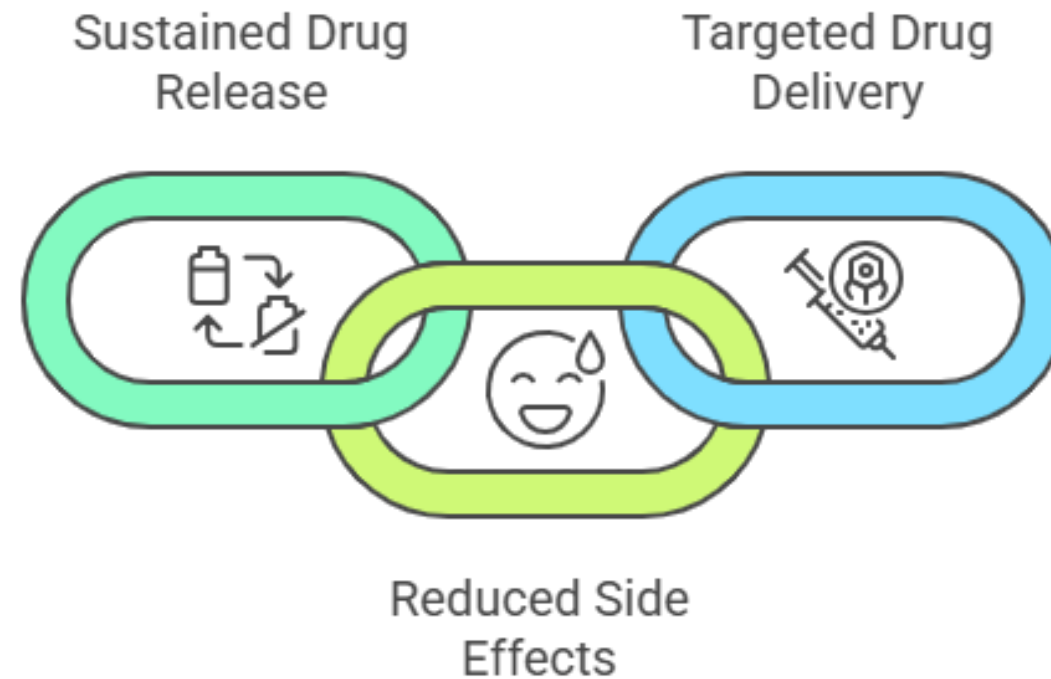 Sustained Drug
Release
Targeted Drug
Delivery
Reduced Side
Effects